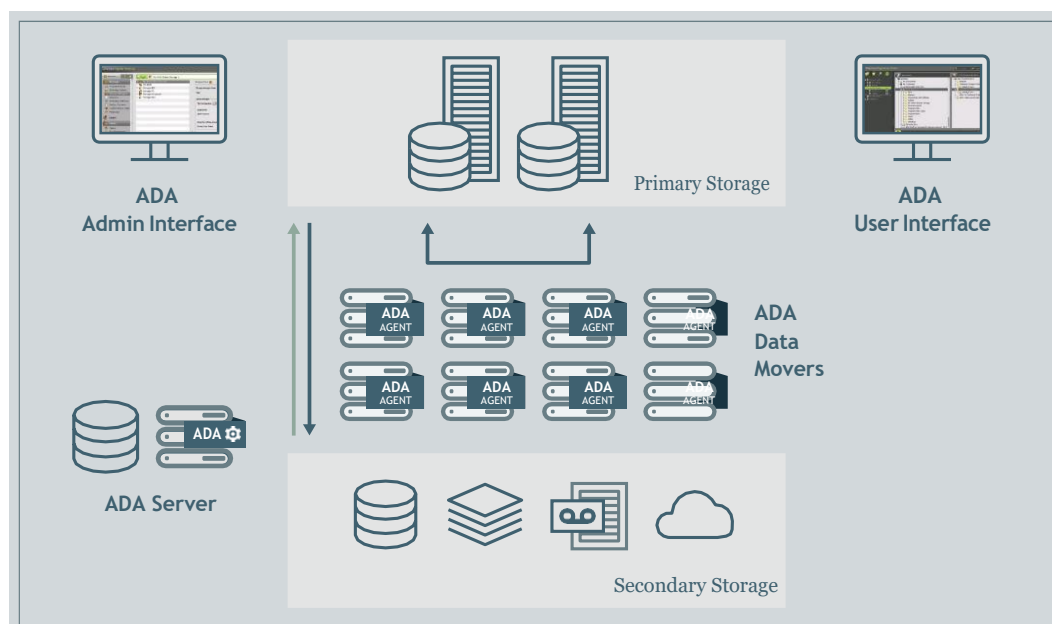 Primary Storage
ADA
Admin Interface
ADA
User Interface
ADA
AGENT
ADA
AGENT
ADA
AGENT
ADA
AGENT
ADA
Data
Movers
ADA
AGENT
ADA
AGENT
ADA
AGENT
ADA
AGENT
ADA
ADA Server
Secondary Storage